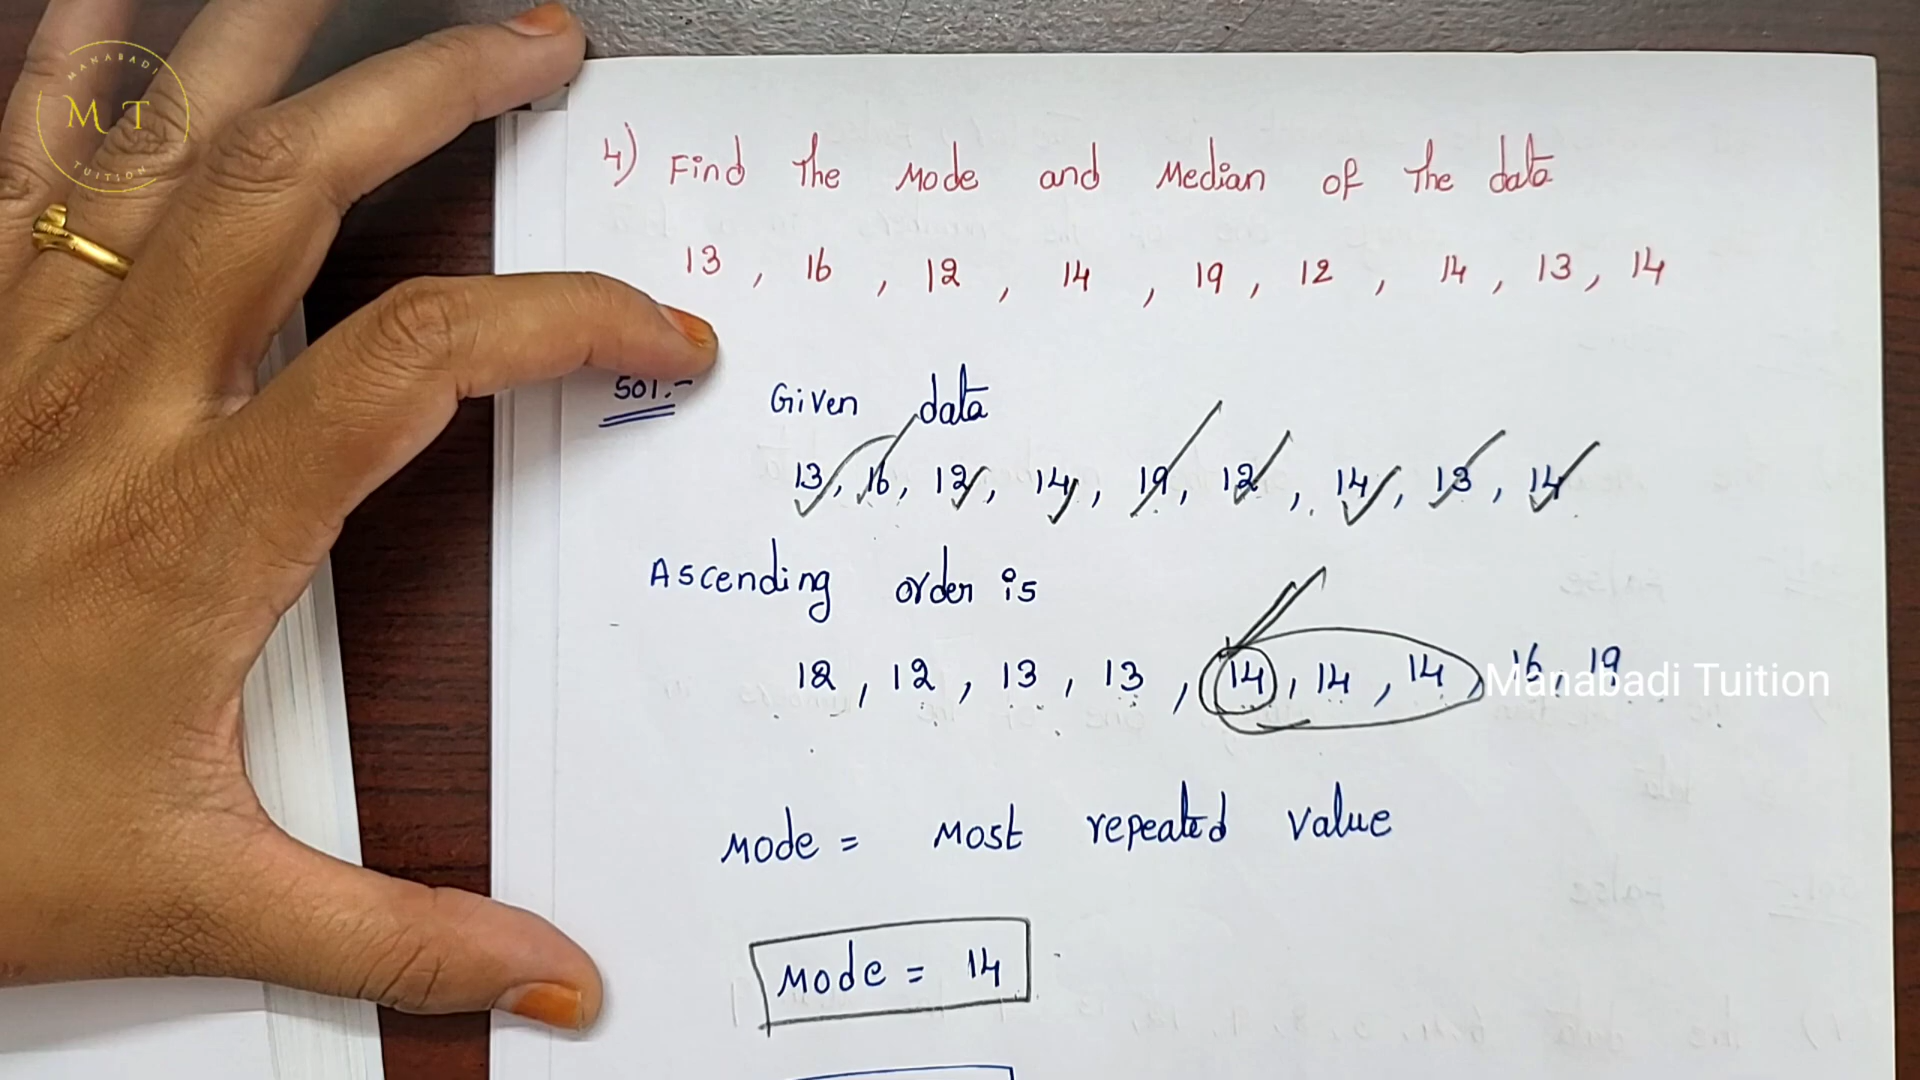 MANABADI
M T
TUITION
4) Find the Mode and Median of the data
13, 16, 12, 14, 19, 12, 14, 13, 14
Sol.-
Given data
13, 16, 12, 14, 19, 12, 14, 13, 14
Ascending order is
12, 12, 13, 13, 14, 14, 14, 16, 19
Manabadi Tuition
Mode = Most repeated value
Mode = 14